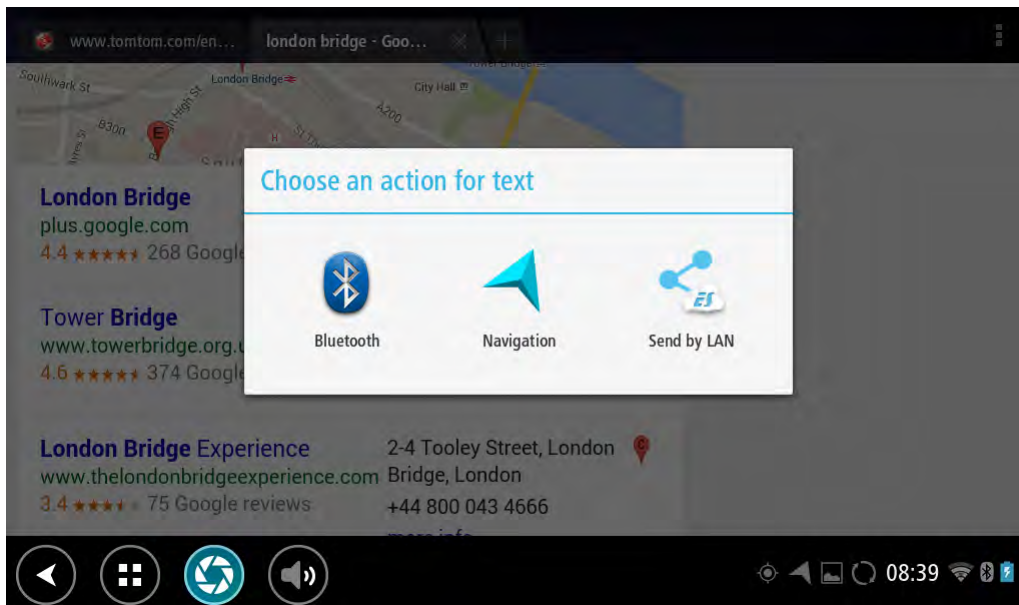 www.tomtom.com/en...
london bridge - Goo...
Southwark St
London Bridge
City Hall
A200
B300
E
H
Choose an action for text
London Bridge
plus.google.com
4.4 268 Google
Tower Bridge
www.towerbridge.org.u
4.6 374 Google
Bluetooth
Navigation
ES
Send by LAN
London Bridge Experience
www.thelondonbridgeexperience.com
3.4 75 Google reviews
2-4 Tooley Street, London
Bridge, London
+44 800 043 4666
C
more info
08:39